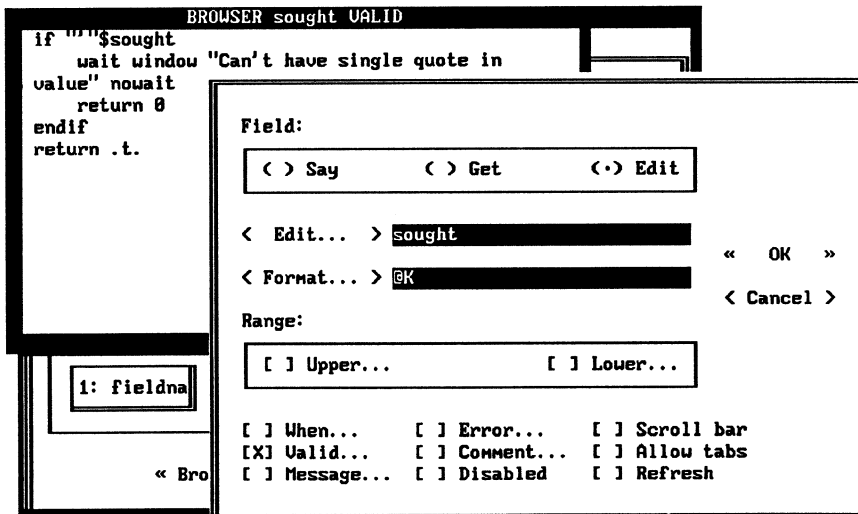 BROWSER sought VALID
if "'"$sought
wait window "Can't have single quote in
value" nowait
return 0
endif
return .t.
Field:
( ) Say ( ) Get (·) Edit
< Edit... > sought
< Format... > @K
« OK »
< Cancel >
Range:
[ ] Upper... [ ] Lower...
1: fieldna
[ ] When... [ ] Error... [ ] Scroll bar
[X] Valid... [ ] Comment... [ ] Allow tabs
« Bro
[ ] Message... [ ] Disabled [ ] Refresh